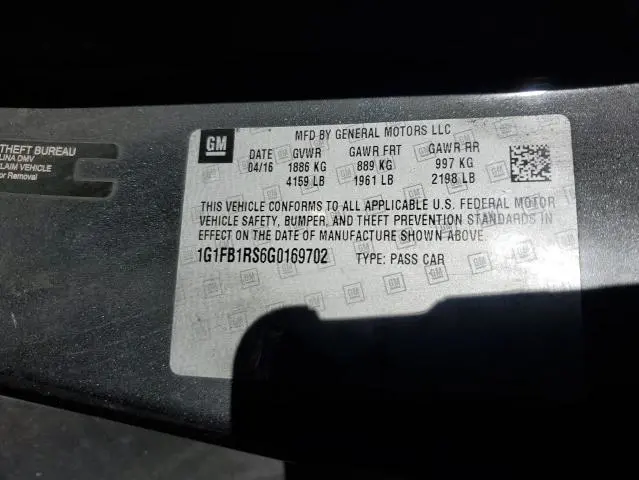 THEFT BUREAU
LINA DMV
CLAIM VEHICLE
or Removal
GM MFD BY GENERAL MOTORS LLC
DATE GVWR GAWR FRT GAWR RR
04/16 1886 KG 889 KG 997 KG
4159 LB 1961 LB 2198 LB
THIS VEHICLE CONFORMS TO ALL APPLICABLE U.S. FEDERAL MOTOR
VEHICLE SAFETY, BUMPER, AND THEFT PREVENTION STANDARDS IN
EFFECT ON THE DATE OF MANUFACTURE SHOWN ABOVE.
1G1FB1RS6G0169702 TYPE: PASS CAR